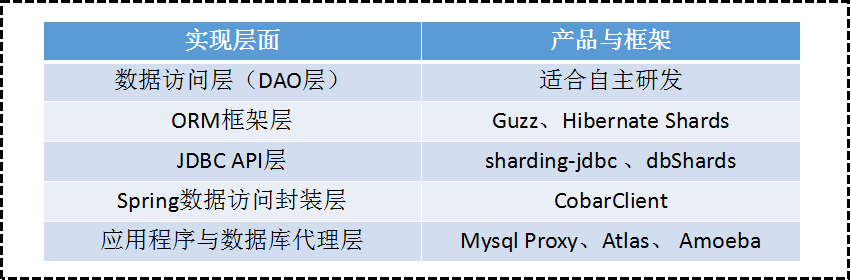 实现层面 产品与框架
数据访问层（DAO层） 适合自主研发
ORM框架层 Guzz、Hibernate Shards
JDBC API层 sharding-jdbc 、dbShards
Spring数据访问封装层 CobarClient
应用程序与数据库代理层 Mysql Proxy、Atlas、 Amoeba